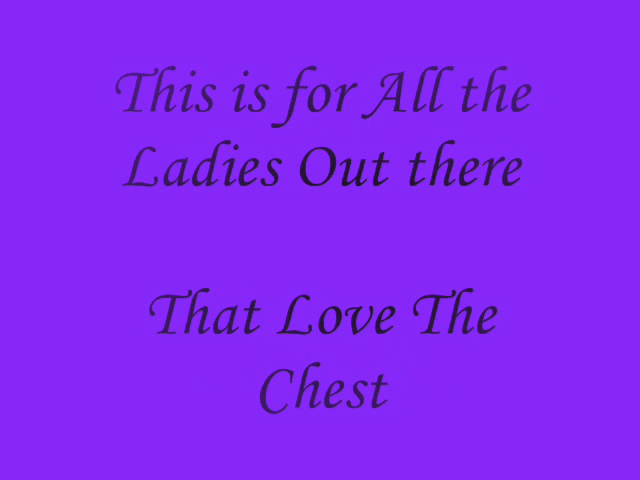 This is for All the
Ladies Out there
That Love The
Chest